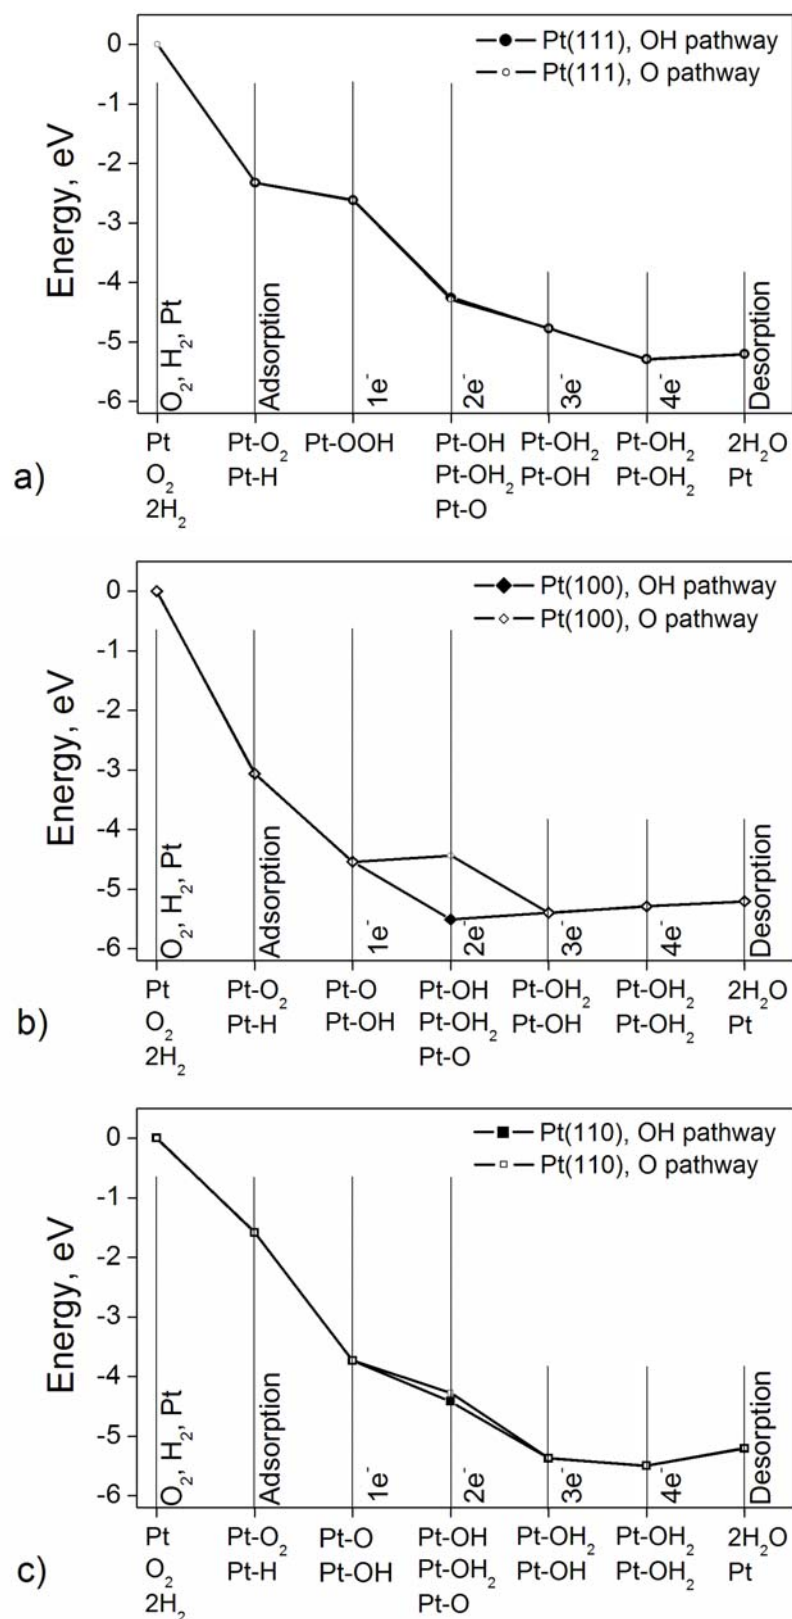 Pt(111), OH pathway
Pt(111), O pathway
0
-1
-2
-3
-4
-5
-6
Energy, eV
O₂, H₂, Pt
Adsorption
1e⁻
2e⁻
3e⁻
4e⁻
Desorption
Pt Pt-O₂ Pt-OOH Pt-OH Pt-OH₂ Pt-OH₂ 2H₂O
O₂ Pt-H Pt-OH₂ Pt-OH Pt-OH₂ Pt
2H₂ Pt-O
a)
Pt(100), OH pathway
Pt(100), O pathway
0
-1
-2
-3
-4
-5
-6
Energy, eV
O₂, H₂, Pt
Adsorption
1e⁻
2e⁻
3e⁻
4e⁻
Desorption
Pt Pt-O₂ Pt-O Pt-OH Pt-OH₂ Pt-OH₂ 2H₂O
O₂ Pt-H Pt-OH Pt-OH₂ Pt-OH Pt-OH₂ Pt
2H₂ Pt-O
b)
Pt(110), OH pathway
Pt(110), O pathway
0
-1
-2
-3
-4
-5
-6
Energy, eV
O₂, H₂, Pt
Adsorption
1e⁻
2e⁻
3e⁻
4e⁻
Desorption
Pt Pt-O₂ Pt-O Pt-OH Pt-OH₂ Pt-OH₂ 2H₂O
O₂ Pt-H Pt-OH Pt-OH₂ Pt-OH Pt-OH₂ Pt
2H₂ Pt-O
c)